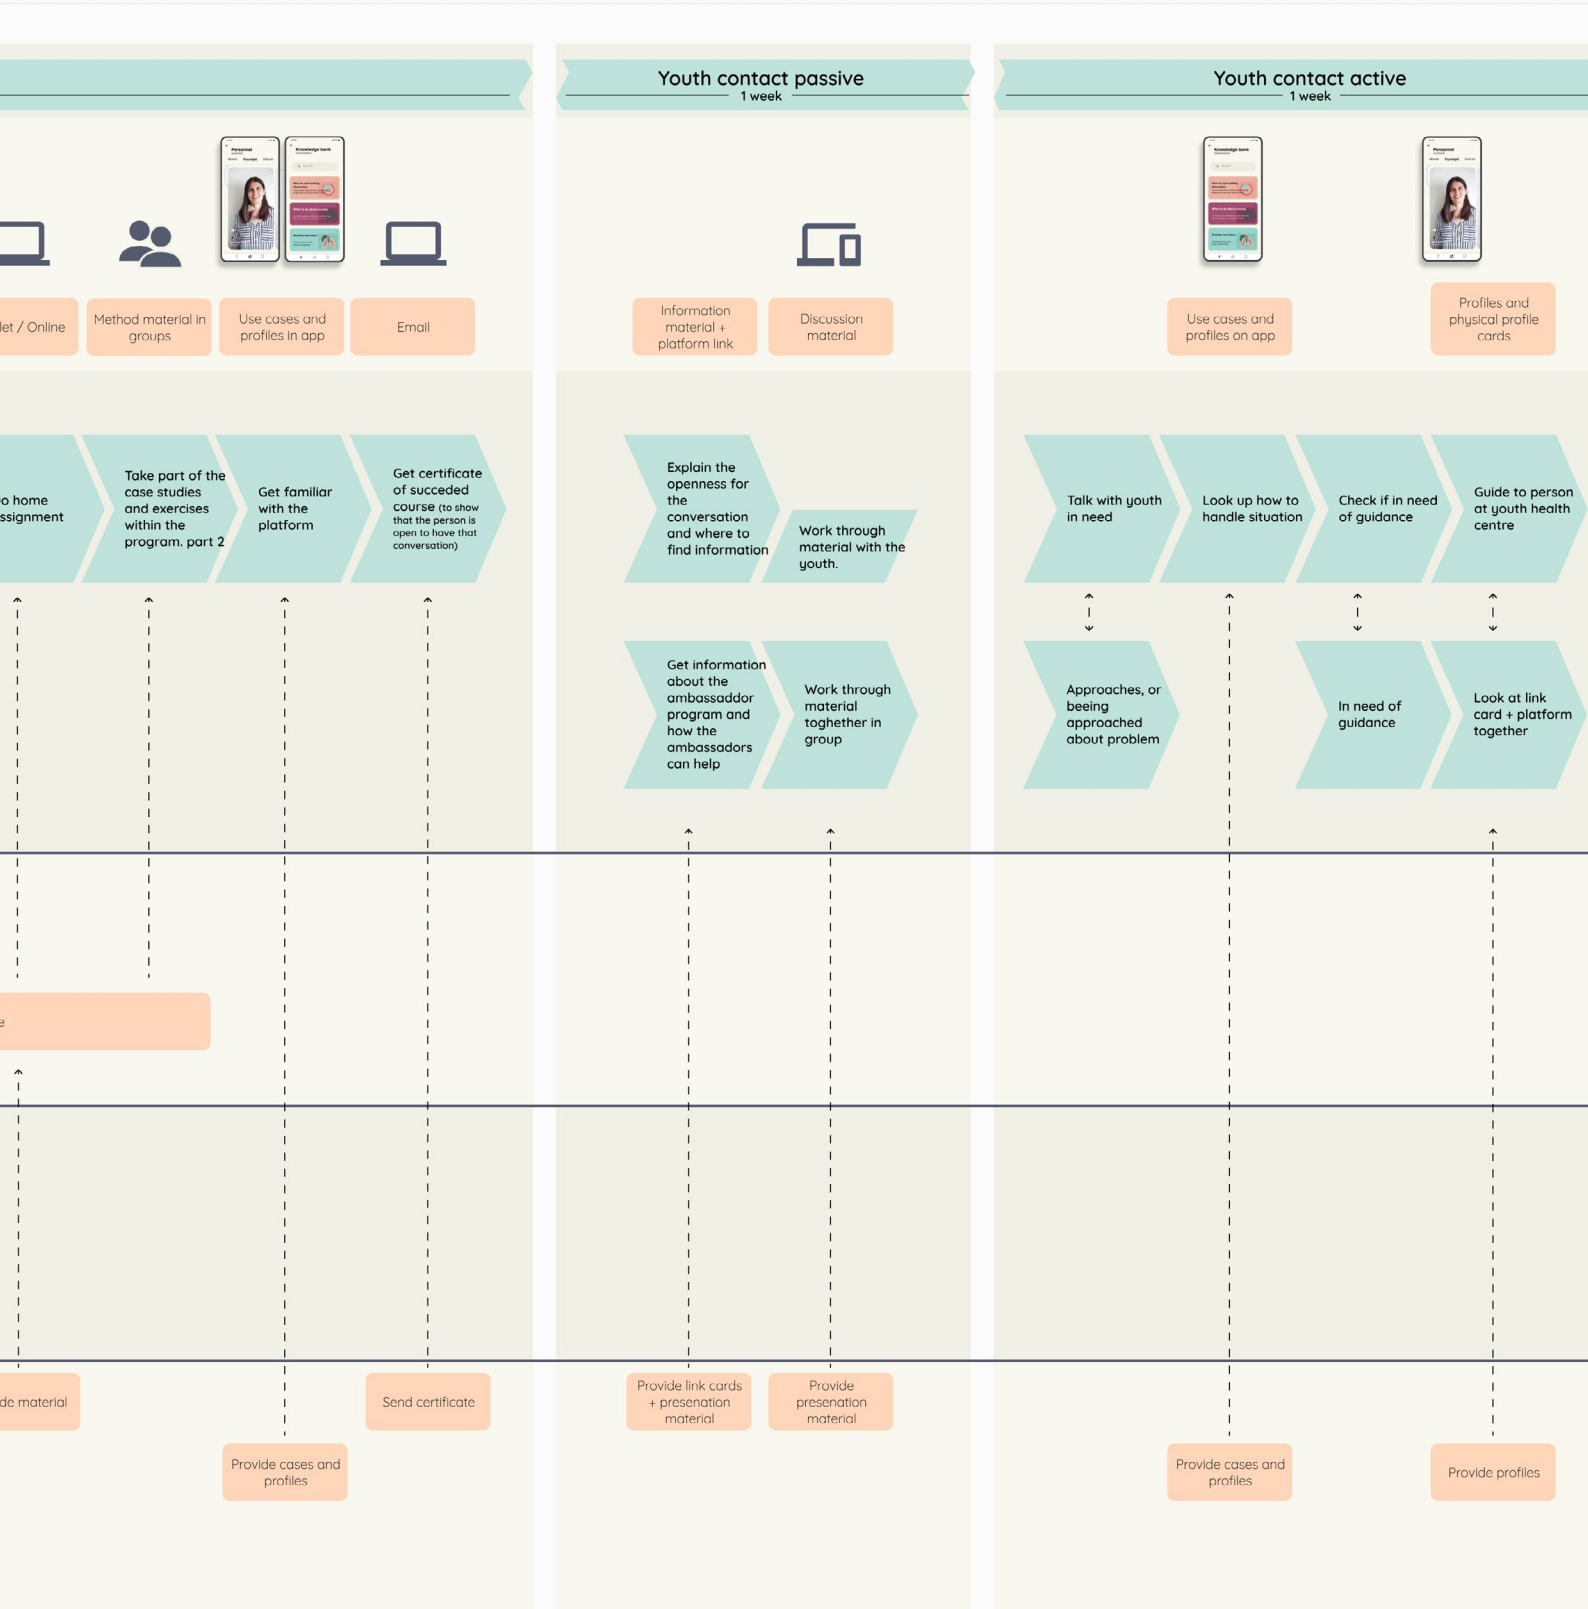 Youth contact passive
1 week
Youth contact active
1 week
Personnel
Knowledge bank
Knowledge bank
Personnel
let / Online
Method material in
groups
Use cases and
profiles in app
Email
Information
material +
platform link
Discussion
material
Use cases and
profiles on app
Profiles and
physical profile
cards
o home
ssignment
Take part of the
case studies
and exercises
within the
program. part 2
Get familiar
with the
platform
Get certificate
of succeded
course (to show
that the person is
open to have that
conversation)
Explain the
openness for
the
conversation
and where to
find information
Work through
material with the
youth.
Talk with youth
in need
Look up how to
handle situation
Check if in need
of guidance
Guide to person
at youth health
centre
Get information
about the
ambassaddor
program and
how the
ambassadors
can help
Work through
material
toghether in
group
Approaches, or
beeing
approached
about problem
In need of
guidance
Look at link
card + platform
together
e
de material
Send certificate
Provide link cards
+ presenation
material
Provide
presenation
material
Provide cases and
profiles
Provide cases and
profiles
Provide profiles